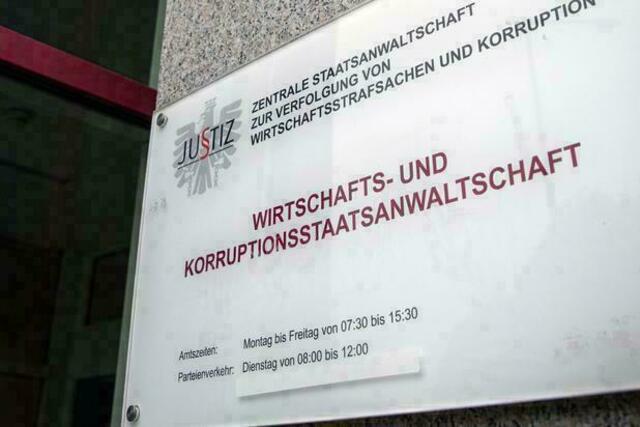 JUSTIZ
ZENTRALE STAATSANWALTSCHAFT
ZUR VERFOLGUNG VON
WIRTSCHAFTSSTRAFSACHEN UND KORRUPTION
WIRTSCHAFTS- UND
KORRUPTIONSSTAATSANWALTSCHAFT
Amtszeiten: Montag bis Freitag von 07:30 bis 15:30
Parteienverkehr: Dienstag von 08:00 bis 12:00